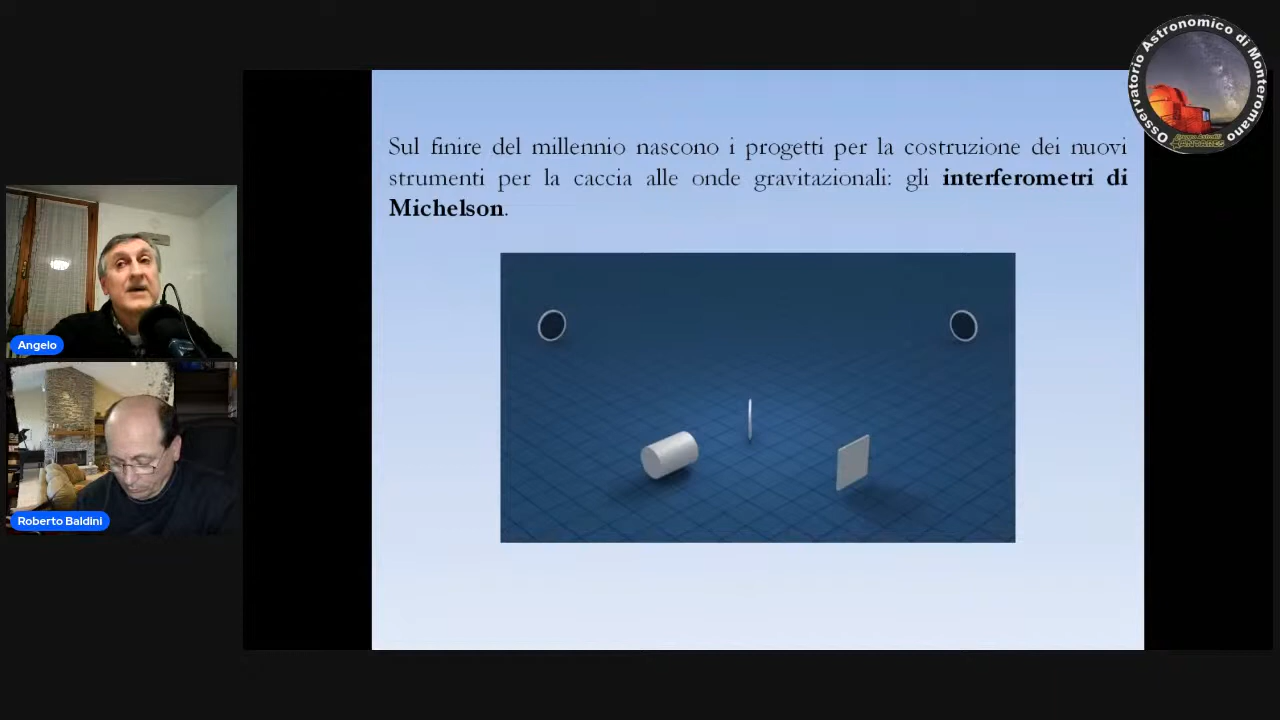 Osservatorio Astronomico di Monteromano
Sul finire del millennio nascono i progetti per la costruzione dei nuovi
strumenti per la caccia alle onde gravitazionali: gli interferometri di
Michelson.
Angelo
Roberto Baldini